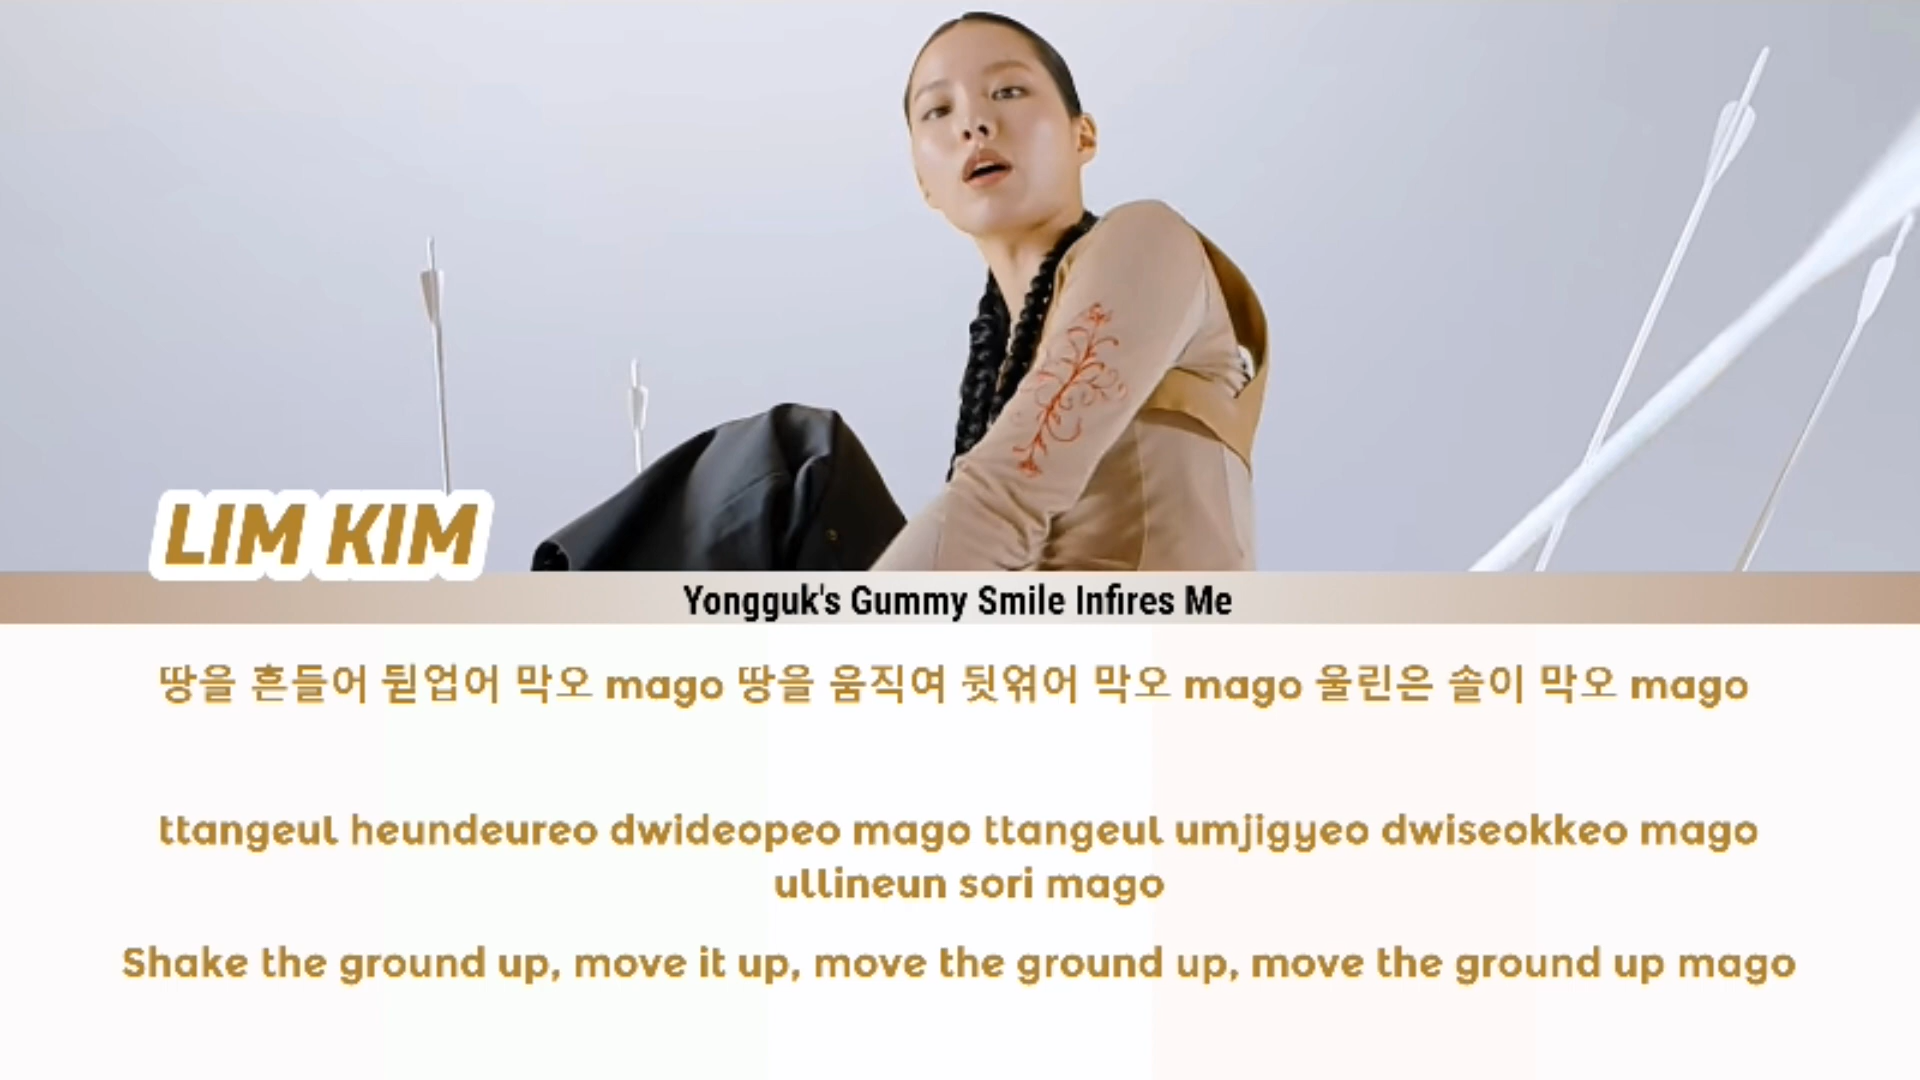 LIM KIM
Yongguk's Gummy Smile Infires Me
땅을 흔들어 뒫업어 막오 mago 땅을 움직여 뒷엮어 막오 mago 울린은 솔이 막오 mago
ttangeul heundeureo dwideopeo mago ttangeul umjigyeo dwiseokkeo mago
ullineun sori mago
Shake the ground up, move it up, move the ground up, move the ground up mago